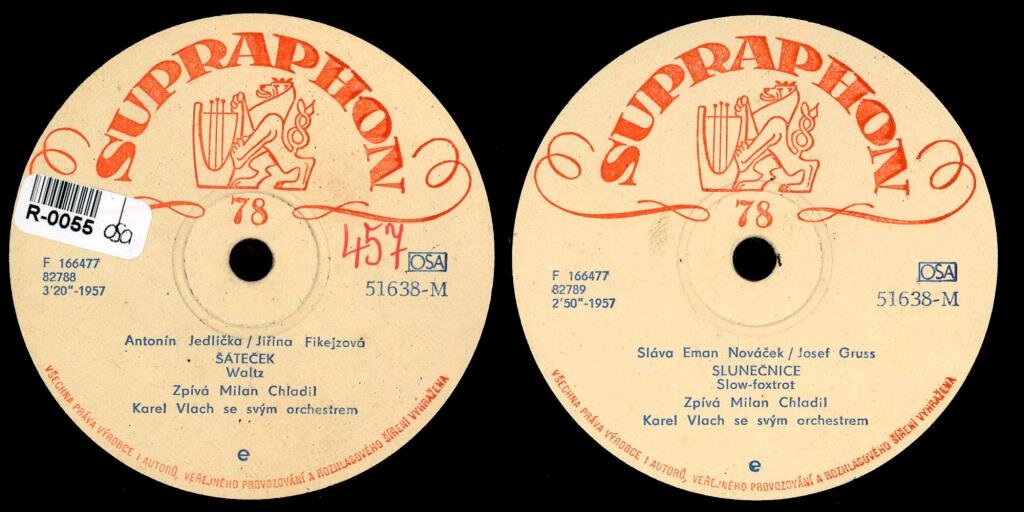 SUPRAPHON
78
R-0055
osa
457
OSA
F 166477
82788
3'20"-1957
51638-M
Antonín Jedlička / Jiřina Fikejzová
ŠÁTEČEK
Waltz
Zpívá Milan Chladil
Karel Vlach se svým orchestrem
e
VŠECHNA PRÁVA VÝROBCE I AUTORŮ, VEŘEJNÉHO PROVOZOVÁNÍ A ROZHLASOVÉHO ŠÍŘENÍ VYHRAŽENA
SUPRAPHON
78
OSA
F 166477
82789
2'50"-1957
51638-M
Sláva Eman Nováček / Josef Gruss
SLUNEČNICE
Slow-foxtrot
Zpívá Milan Chladil
Karel Vlach se svým orchestrem
e
VŠECHNA PRÁVA VÝROBCE I AUTORŮ, VEŘEJNÉHO PROVOZOVÁNÍ A ROZHLASOVÉHO ŠÍŘENÍ VYHRAŽENA